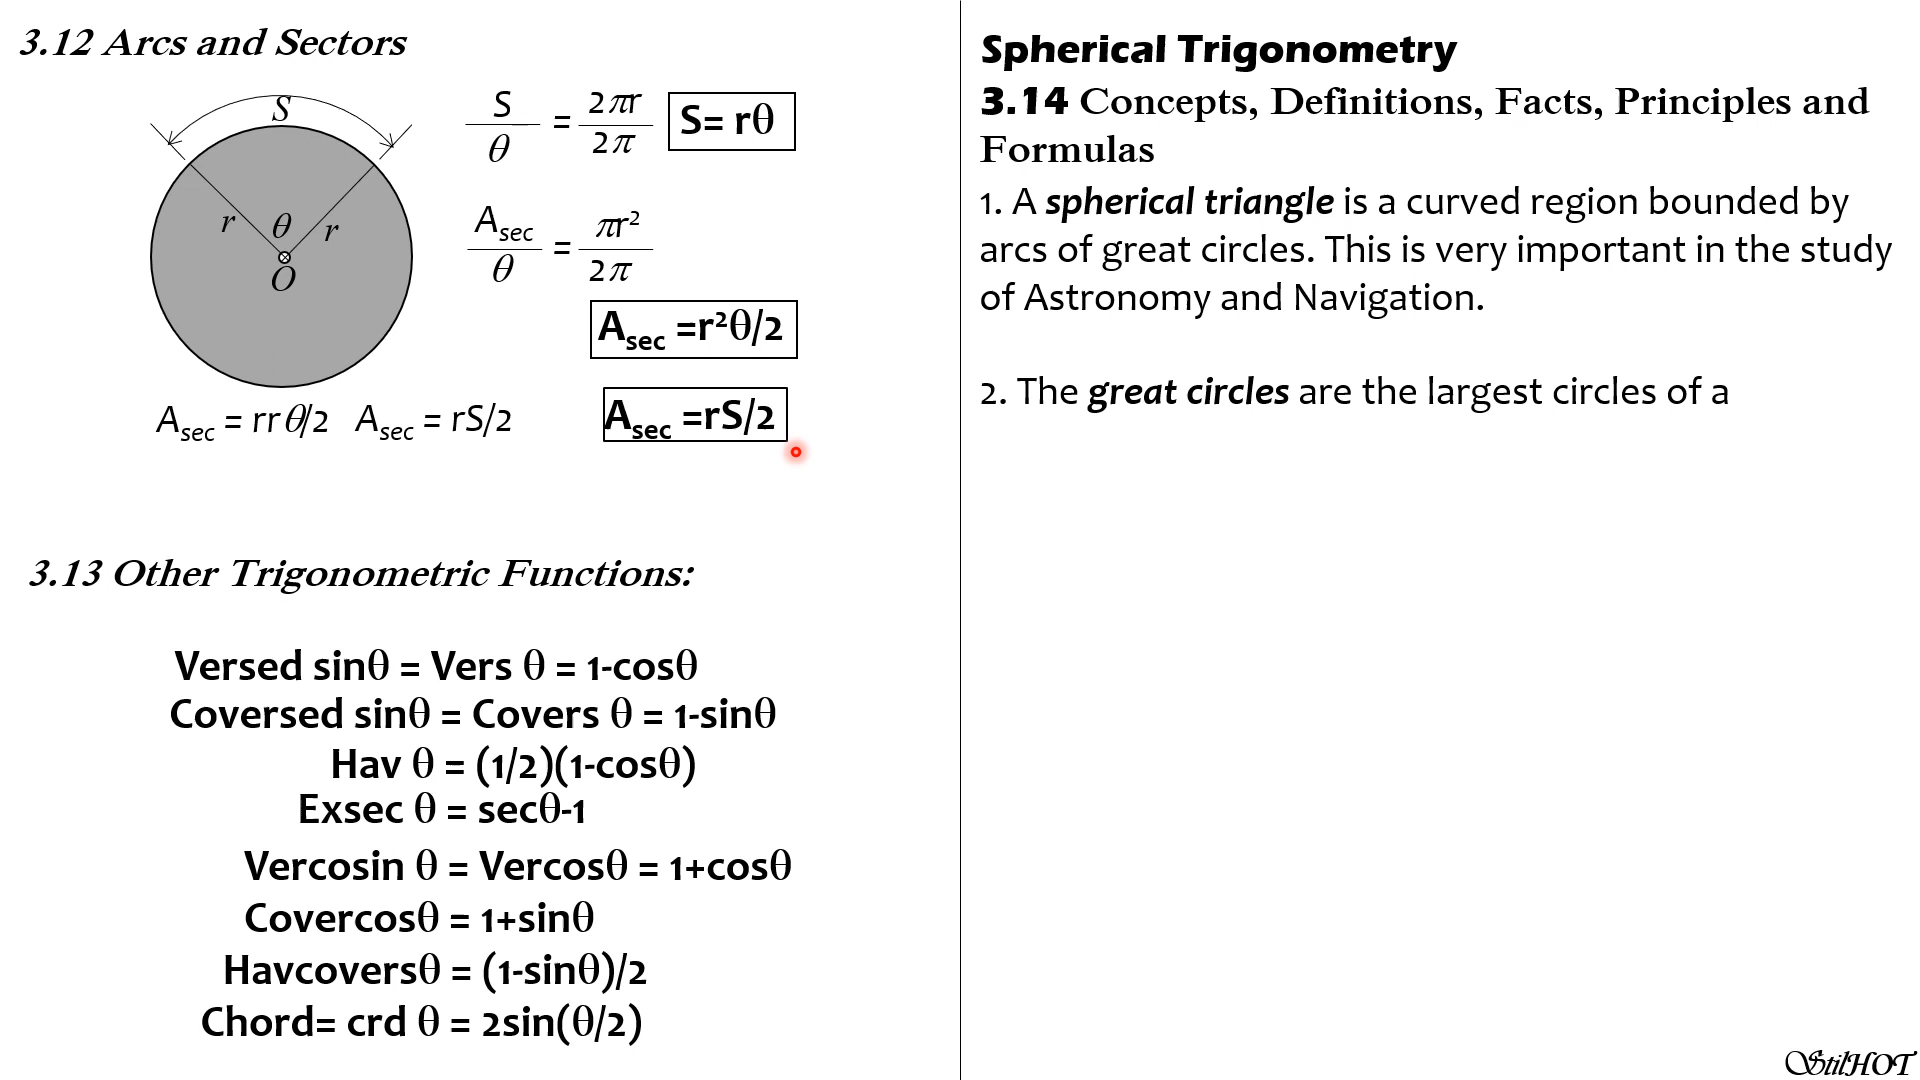 3.12 Arcs and Sectors
S
r θ r
O
S/θ = 2πr/2π
S= rθ
Asec/θ = πr²/2π
Asec =r²θ/2
Asec = rrθ/2 Asec = rS/2
Asec =rS/2
3.13 Other Trigonometric Functions:
Versed sinθ = Vers θ = 1-cosθ
Coversed sinθ = Covers θ = 1-sinθ
Hav θ = (1/2)(1-cosθ)
Exsec θ = secθ-1
Vercosin θ = Vercosθ = 1+cosθ
Covercosθ = 1+sinθ
Havcoversθ = (1-sinθ)/2
Chord= crd θ = 2sin(θ/2)
Spherical Trigonometry
3.14 Concepts, Definitions, Facts, Principles and
Formulas
1. A spherical triangle is a curved region bounded by
arcs of great circles. This is very important in the study
of Astronomy and Navigation.
2. The great circles are the largest circles of a
StilHOT